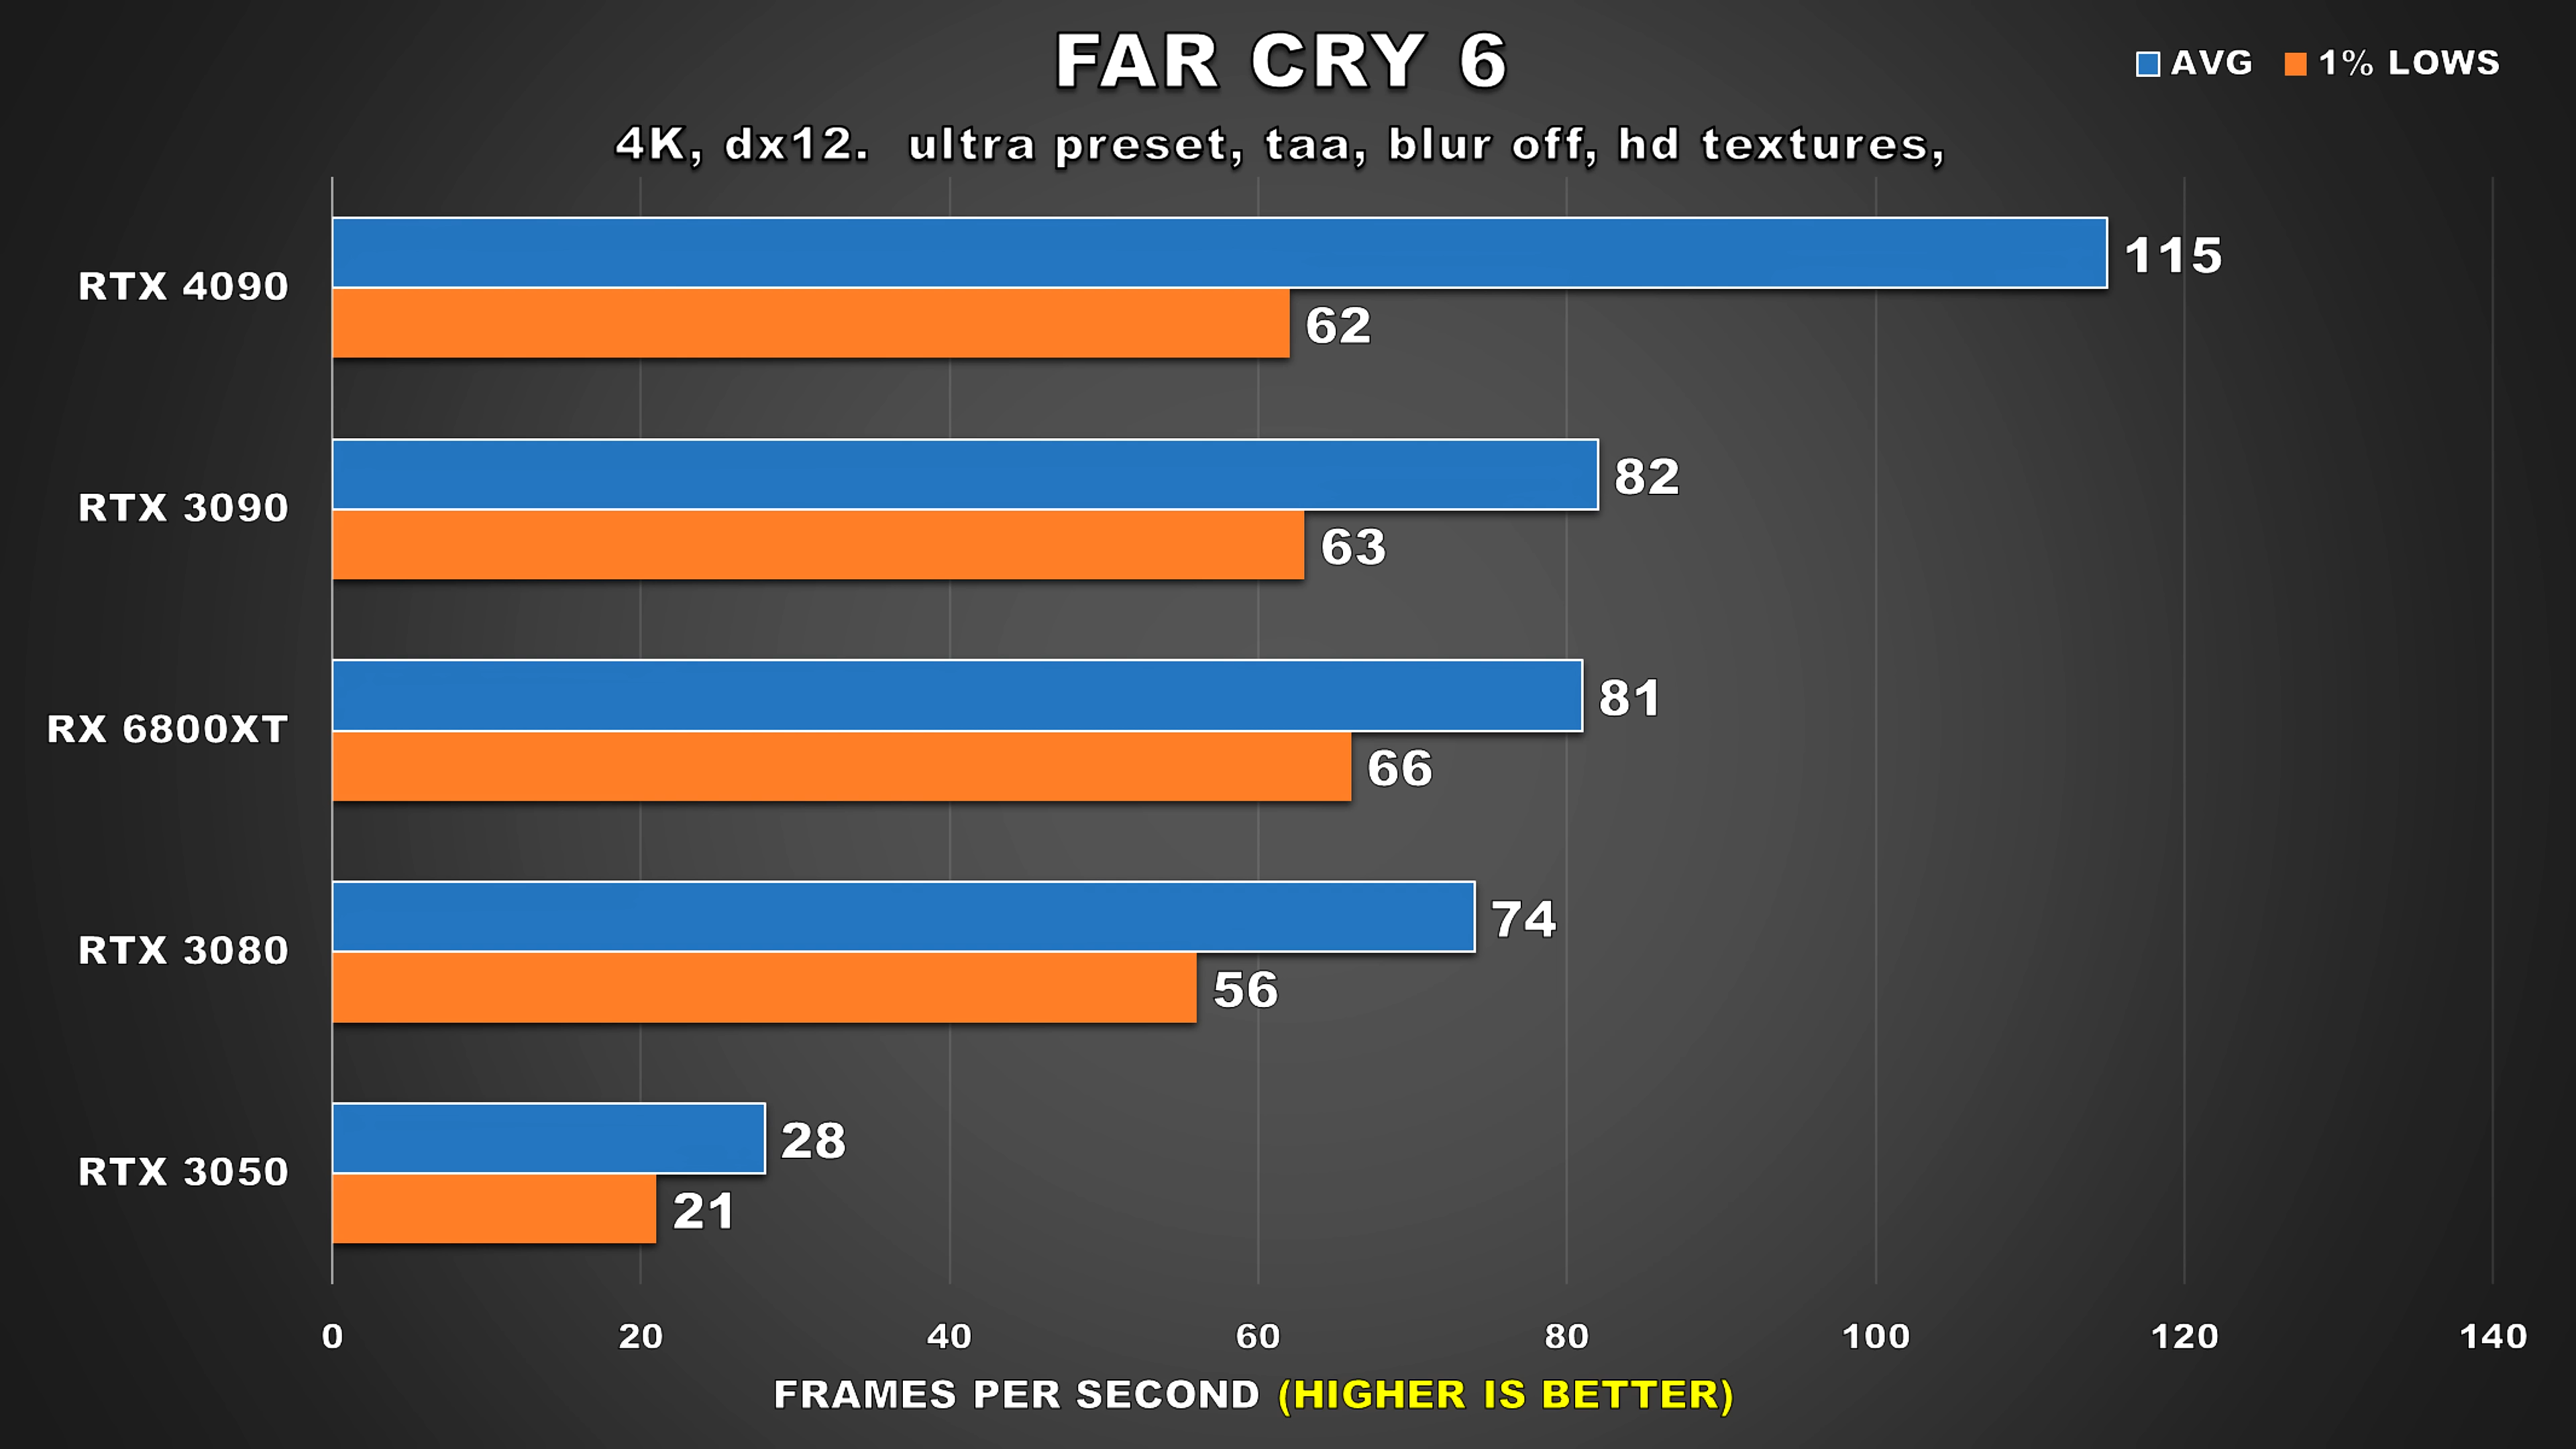 FAR CRY 6
AVG 1% LOWS
4K, dx12.  ultra preset, taa, blur off, hd textures,
RTX 4090
115
62
RTX 3090
82
63
RX 6800XT
81
66
RTX 3080
74
56
RTX 3050
28
21
0 20 40 60 80 100 120 140
FRAMES PER SECOND (HIGHER IS BETTER)